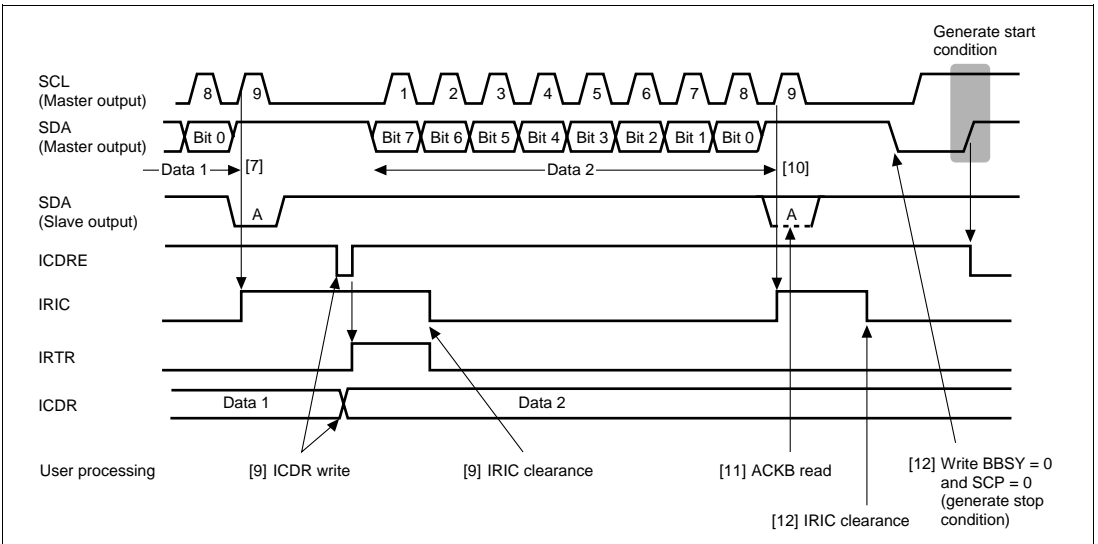 Generate start
condition
SCL
(Master output)
8 9 1 2 3 4 5 6 7 8 9
SDA
(Master output)
Bit 0 Bit 7 Bit 6 Bit 5 Bit 4 Bit 3 Bit 2 Bit 1 Bit 0
Data 1 [7] Data 2 [10]
SDA
(Slave output)
A A
ICDRE
IRIC
IRTR
ICDR
Data 1 Data 2
User processing [9] ICDR write [9] IRIC clearance [11] ACKB read
[12] Write BBSY = 0
and SCP = 0
(generate stop
condition)
[12] IRIC clearance